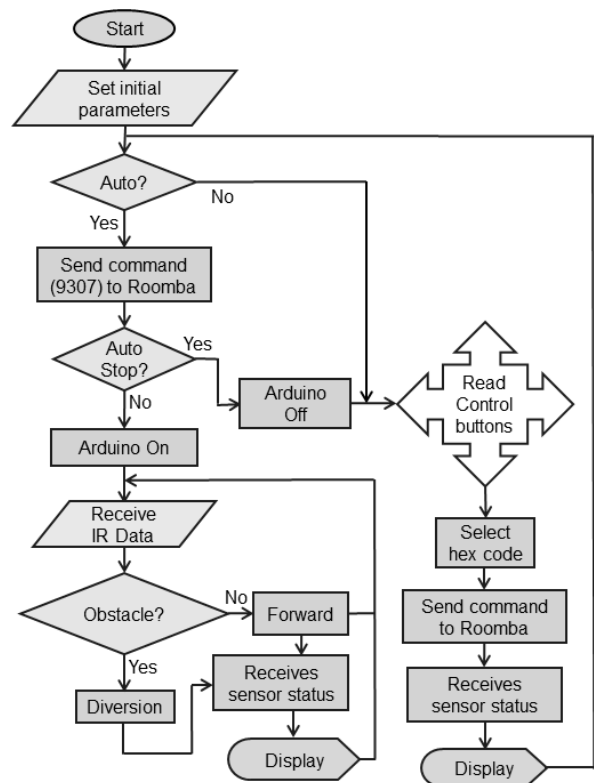 Start
Set initial
parameters
Auto?
No
Yes
Send command
(9307) to Roomba
Auto
Stop?
Yes
No
Arduino
Off
Read
Control
buttons
Arduino On
Receive
IR Data
Select
hex code
Obstacle?
No
Forward
Send command
to Roomba
Yes
Receives
sensor status
Receives
sensor status
Diversion
Display
Display